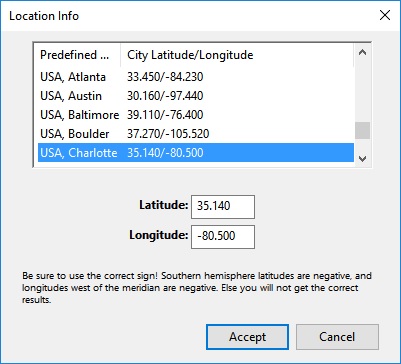 Location Info
Predefined ... City Latitude/Longitude
USA, Atlanta 33.450/-84.230
USA, Austin 30.160/-97.440
USA, Baltimore 39.110/-76.400
USA, Boulder 37.270/-105.520
USA, Charlotte 35.140/-80.500
Latitude: 35.140
Longitude: -80.500
Be sure to use the correct sign! Southern hemisphere latitudes are negative, and
longitudes west of the meridian are negative. Else you will not get the correct
results.
Accept Cancel